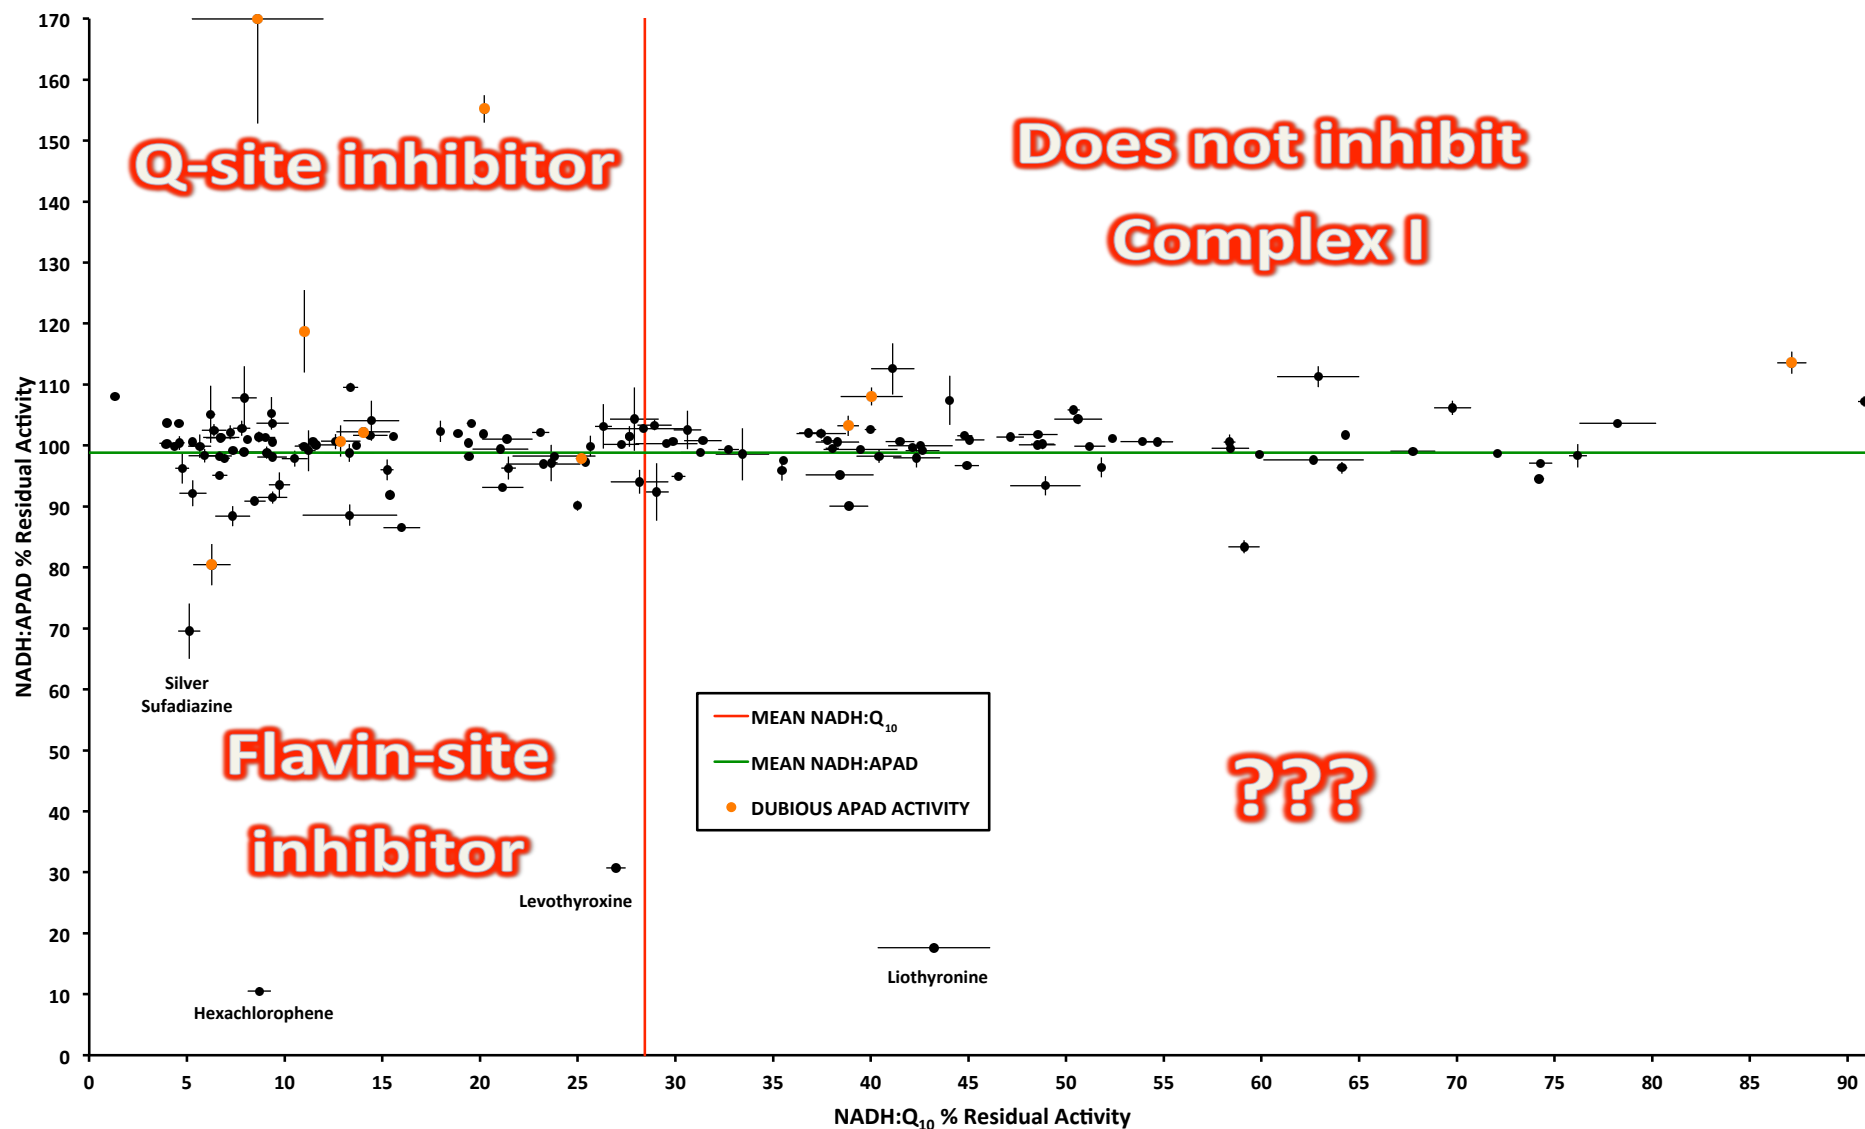 170
160
150
140
130
120
110
100
90
80
70
60
50
40
30
20
10
0
NADH:APAD % Residual Activity
Q-site inhibitor
Does not inhibit
Complex I
Silver
Sufadiazine
Flavin-site
inhibitor
???
MEAN NADH:Q₁₀
MEAN NADH:APAD
DUBIOUS APAD ACTIVITY
Levothyroxine
Liothyronine
Hexachlorophene
0 5 10 15 20 25 30 35 40 45 50 55 60 65 70 75 80 85 90
NADH:Q₁₀ % Residual Activity